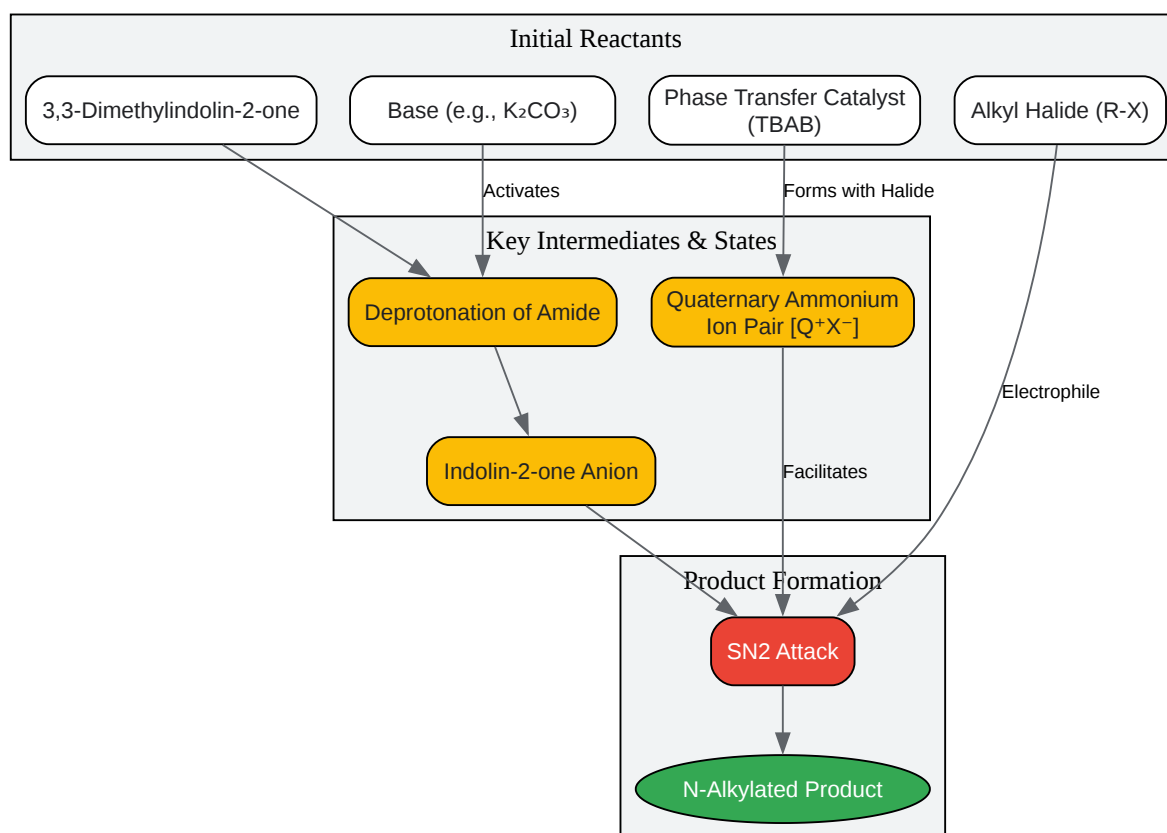 Initial Reactants
3,3-Dimethylindolin-2-one
Base (e.g., K₂CO₃)
Phase Transfer Catalyst
(TBAB)
Alkyl Halide (R-X)
Activates
Forms with Halide
Key Intermediates & States
Deprotonation of Amide
Quaternary Ammonium
Ion Pair [Q⁺X⁻]
Electrophile
Indolin-2-one Anion
Facilitates
Product Formation
SN2 Attack
N-Alkylated Product